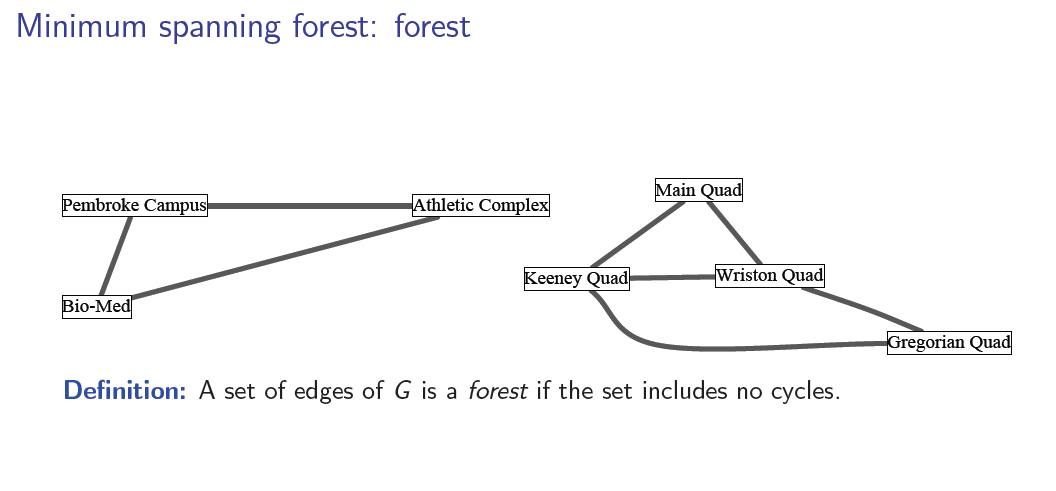 Minimum spanning forest: forest
Main Quad
Pembroke Campus
Athletic Complex
Keeney Quad
Wriston Quad
Bio-Med
Gregorian Quad
Definition: A set of edges of G is a forest if the set includes no cycles.